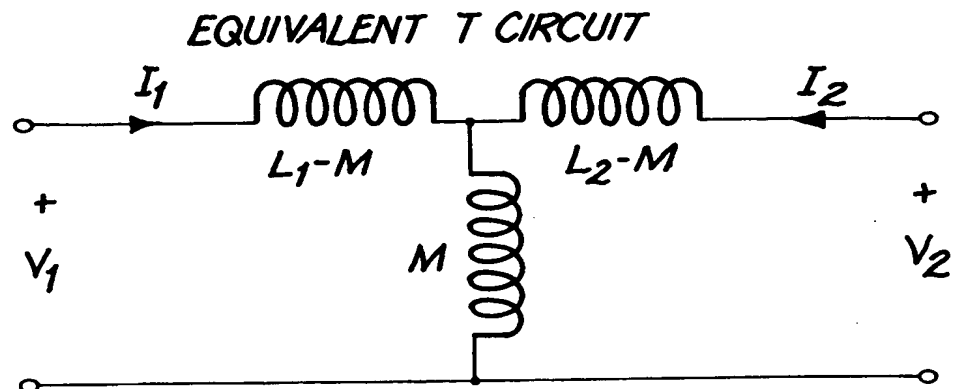 EQUIVALENT T CIRCUIT
I1 I2
L1-M L2-M
+ +
V1 M V2